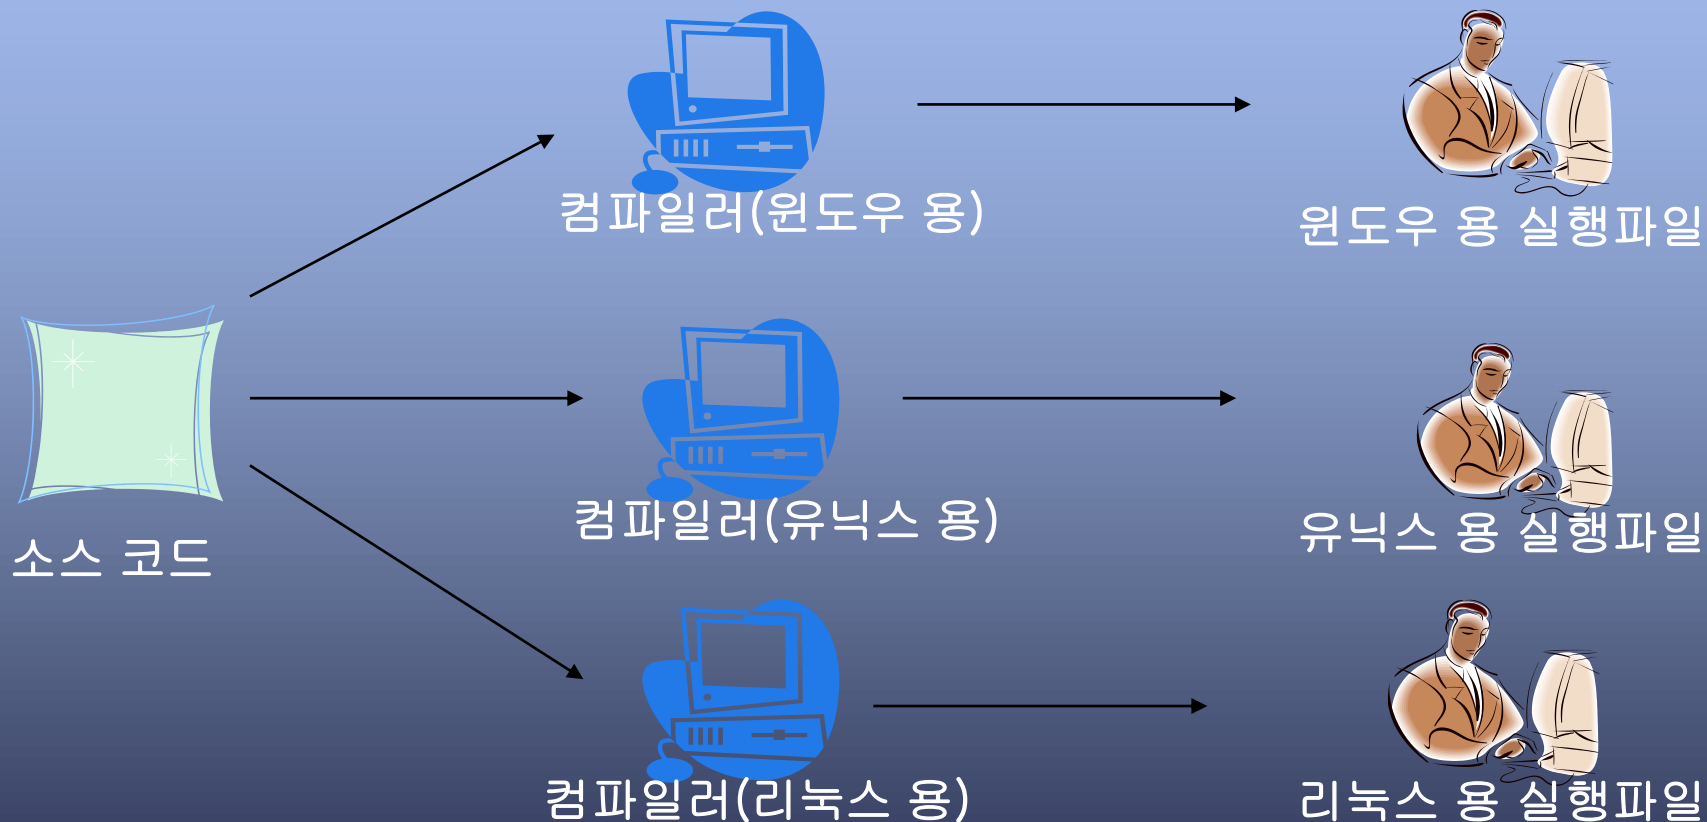 컴파일러(윈도우 용)
윈도우 용 실행파일
소스 코드
컴파일러(유닉스 용)
유닉스 용 실행파일
컴파일러(리눅스 용)
리눅스 용 실행파일